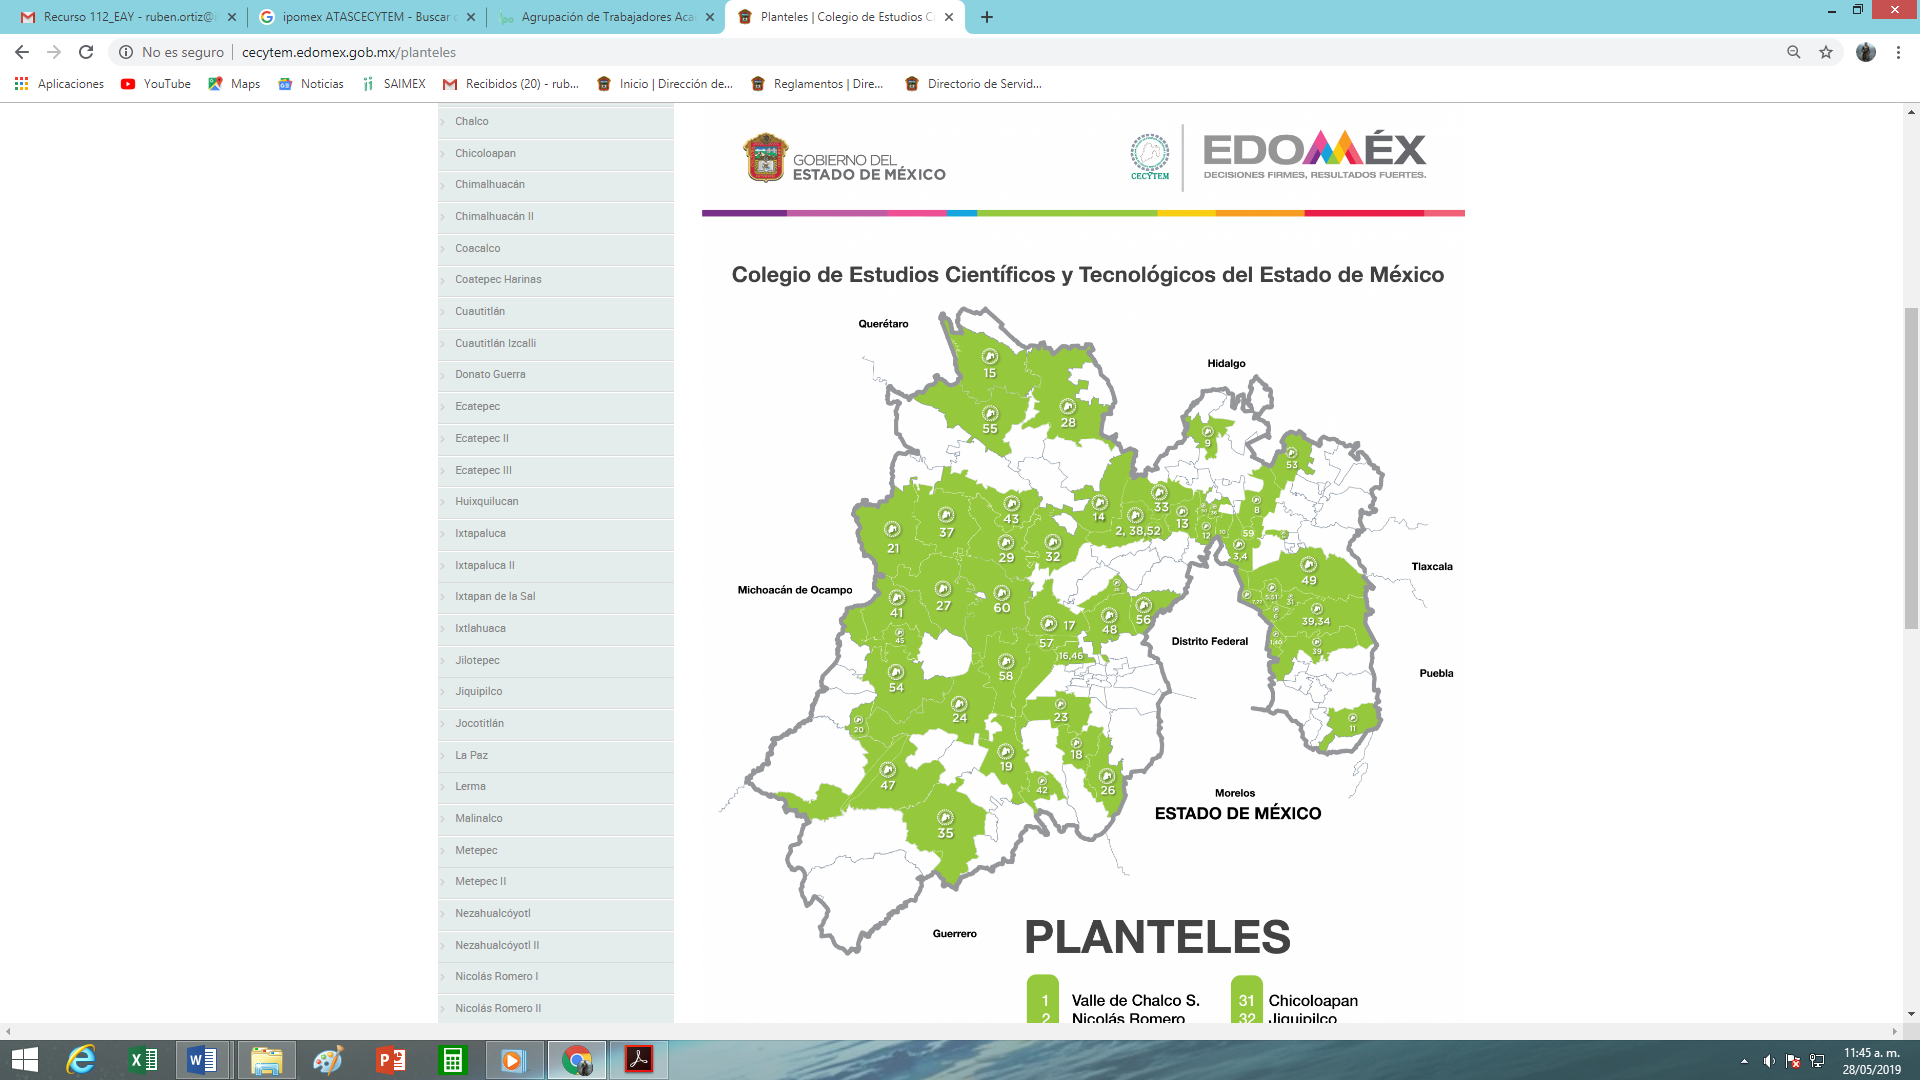 Recurso 112_EAY - ruben.ortiz@i
ipomex ATASCECYTEM - Buscar c
Agrupación de Trabajadores Acad
Planteles | Colegio de Estudios Ci
No es seguro
cecytem.edomex.gob.mx/planteles
Aplicaciones
YouTube
Maps
Noticias
SAIMEX
Recibidos (20) - rub...
Inicio | Dirección de...
Reglamentos | Dire...
Directorio de Servid...
Chalco
Chicoloapan
Chimalhuacán
Chimalhuacán II
Coacalco
Coatepec Harinas
Cuautitlán
Cuautitlán Izcalli
Donato Guerra
Ecatepec
Ecatepec II
Ecatepec III
Huixquilucan
Ixtapaluca
Ixtapaluca II
Ixtapan de la Sal
Ixtlahuaca
Jilotepec
Jiquipilco
Jocotitlán
La Paz
Lerma
Malinalco
Metepec
Metepec II
Nezahualcóyotl
Nezahualcóyotl II
Nicolás Romero I
Nicolás Romero II
GOBIERNO DEL
ESTADO DE MÉXICO
CECYTEM
EDOMÉX
DECISIONES FIRMES, RESULTADOS FUERTES.
Colegio de Estudios Científicos y Tecnológicos del Estado de México
Querétaro
Hidalgo
15
55
28
9
53
43
14
33
8
37
2, 38,52
13
21
12
10
59
29
32
3,4
49
Tlaxcala
Michoacán de Ocampo
27
60
41
31
17
48
56
39,34
45
57
Distrito Federal
16,46
39
58
Puebla
54
24
23
20
11
18
19
47
42
26
Morelos
ESTADO DE MÉXICO
35
Guerrero
PLANTELES
1 Valle de Chalco S.
2 Nicolás Romero
31 Chicoloapan
32 Jiquipilco
11:45 a. m.
28/05/2019